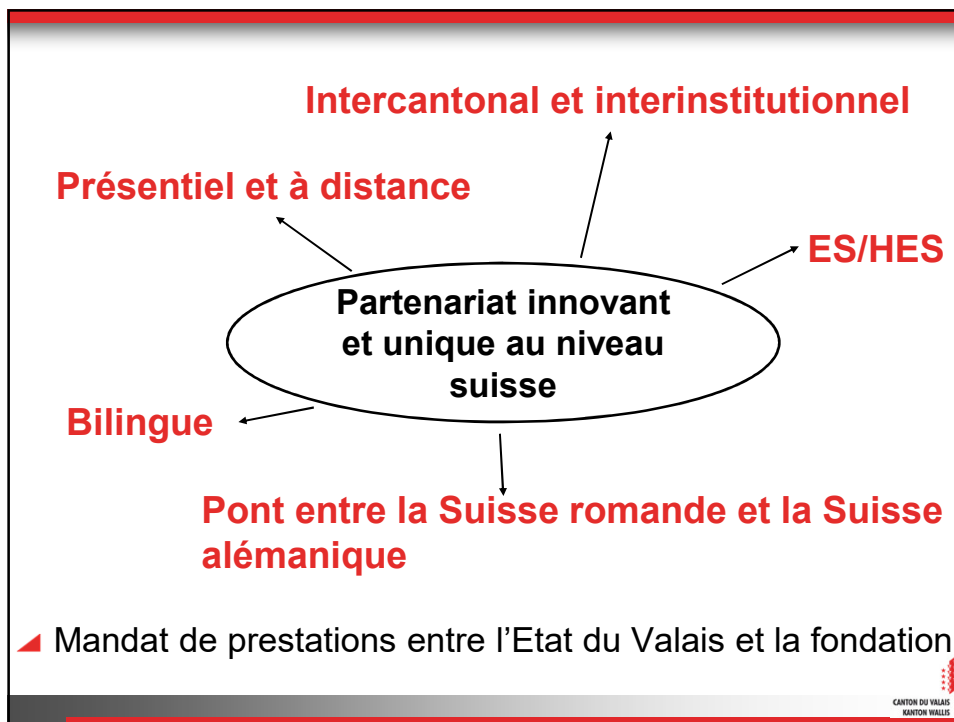 Intercantonal et interinstitutionnel
Présentiel et à distance
ES/HES
Partenariat innovant
et unique au niveau
suisse
Bilingue
Pont entre la Suisse romande et la Suisse
alémanique
Mandat de prestations entre l’Etat du Valais et la fondation
CANTON DU VALAIS
KANTON WALLIS